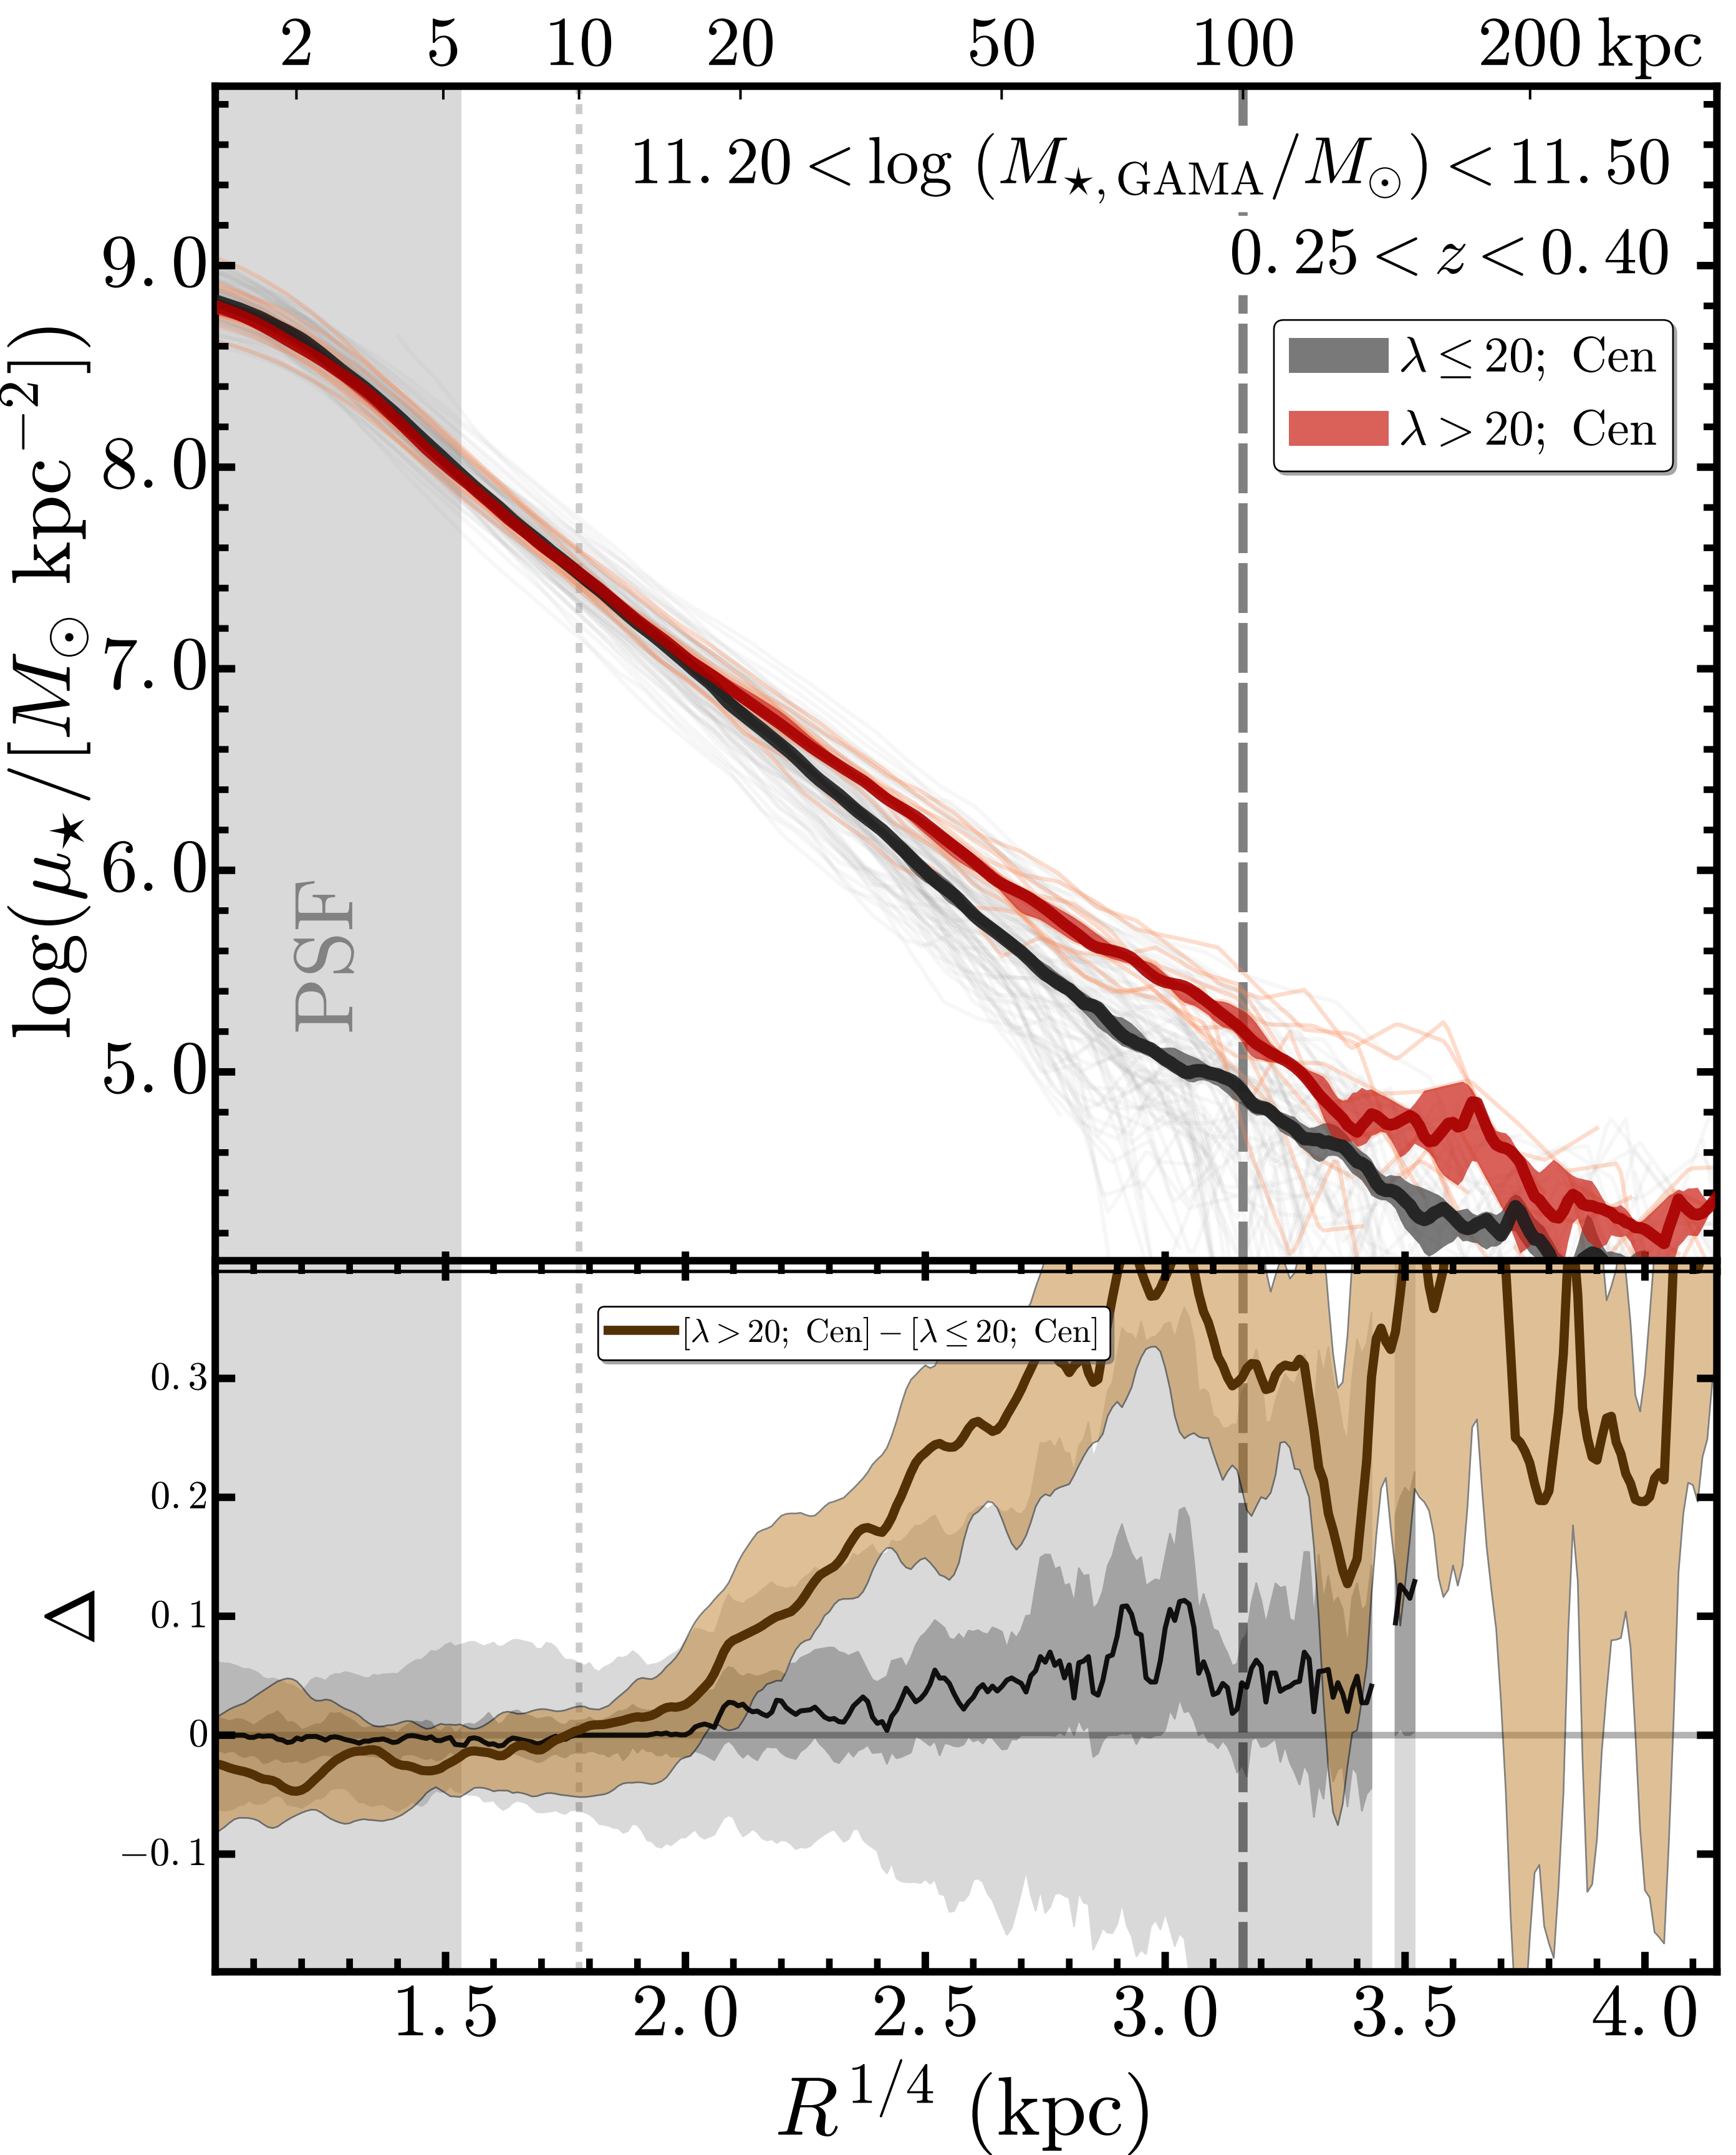 2 5 10 20 50 100 200 kpc
11.20 < log (M⋆,GAMA/M⊙) < 11.50
0.25 < z < 0.40
λ ≤ 20; Cen
λ > 20; Cen
9.0
8.0
7.0
6.0
5.0
log(μ⋆/[M⊙ kpc−2])
PSF
[λ > 20; Cen] − [λ ≤ 20; Cen]
0.3
0.2
0.1
0
−0.1
Δ
1.5 2.0 2.5 3.0 3.5 4.0
R1/4 (kpc)